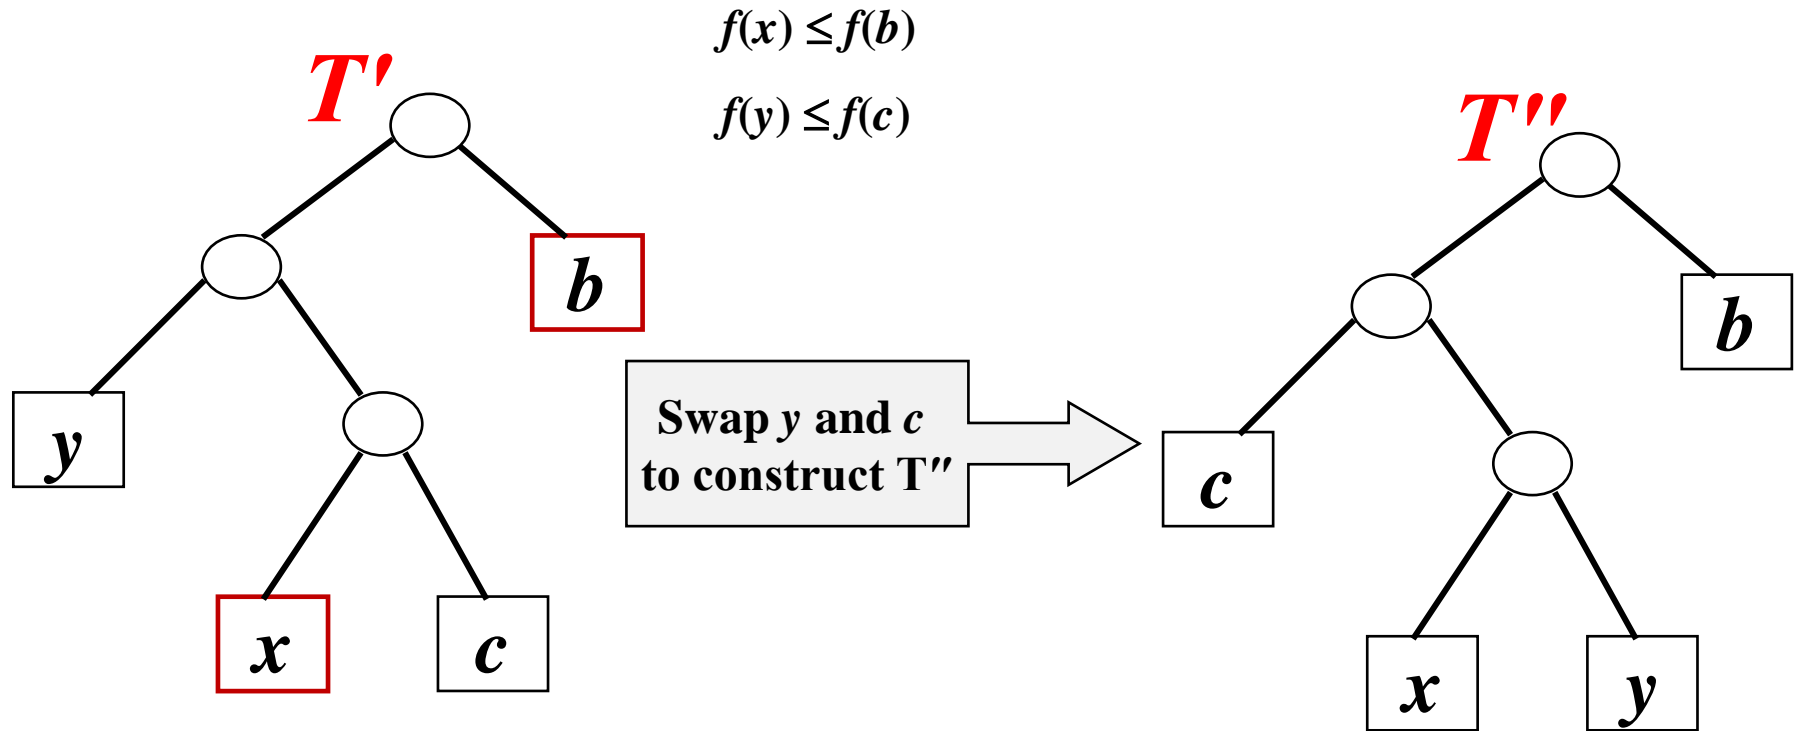 f(x) ≤ f(b)
f(y) ≤ f(c)
T′
b
y
x
c
Swap y and c
to construct T″
T″
b
c
x
y